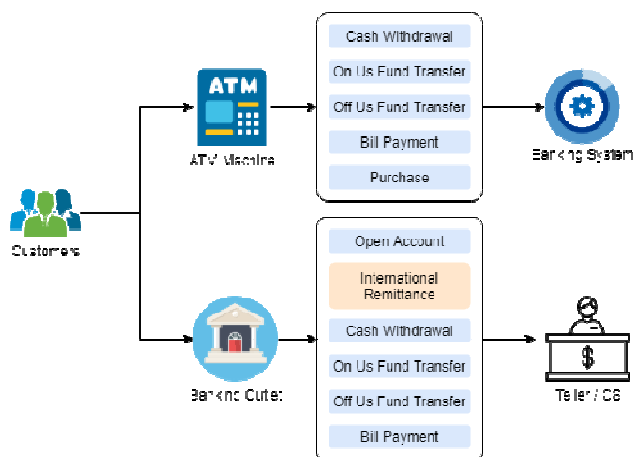 Cash Withdrawal
On Us Fund Transfer
Off Us Fund Transfer
Bill Payment
Purchase
ATM
ATM Machine
Banking System
Customers
Open Account
International
Remittance
Cash Withdrawal
On Us Fund Transfer
Off Us Fund Transfer
Bill Payment
Banking Outlet
$
Teller / CS